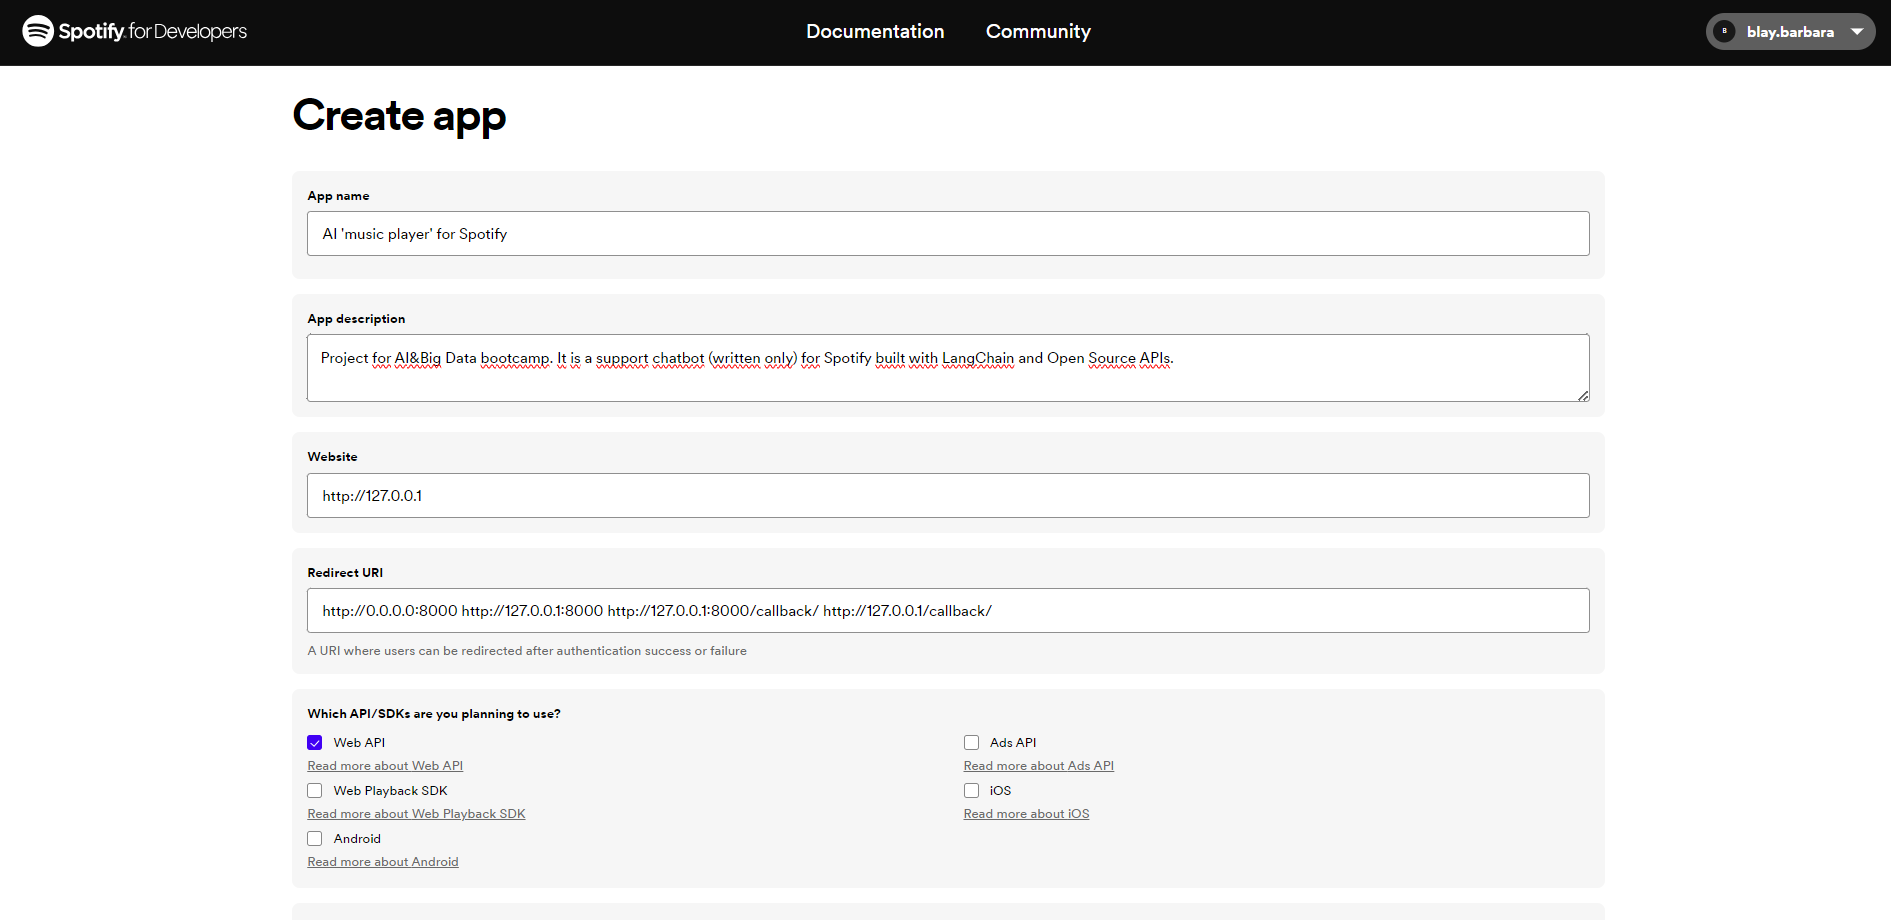 Spotify for Developers
Documentation
Community
B
blay.barbara
Create app
App name
AI 'music player' for Spotify
App description
Project for AI&Big Data bootcamp. It is a support chatbot (written only) for Spotify built with LangChain and Open Source APIs.
Website
http://127.0.0.1
Redirect URI
http://0.0.0.0:8000 http://127.0.0.1:8000 http://127.0.0.1:8000/callback/ http://127.0.0.1/callback/
A URI where users can be redirected after authentication success or failure
Which API/SDKs are you planning to use?
Web API
Read more about Web API
Web Playback SDK
Read more about Web Playback SDK
Android
Read more about Android
Ads API
Read more about Ads API
iOS
Read more about iOS